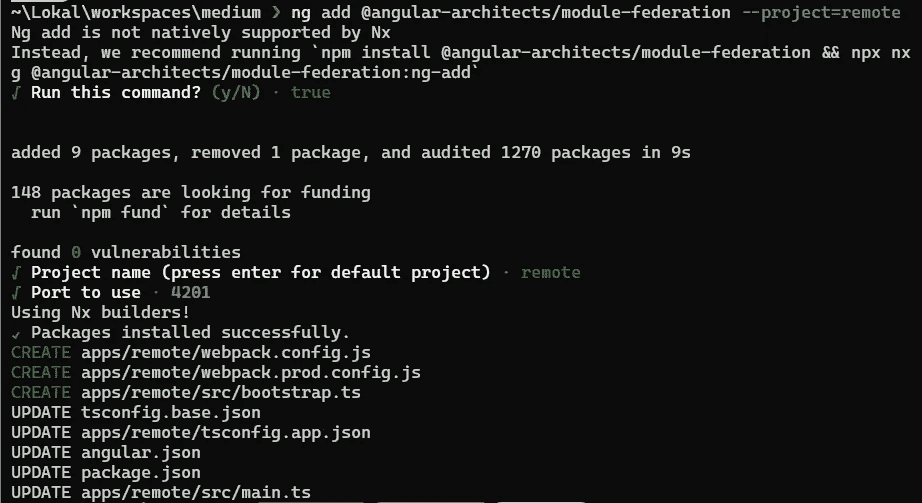 ~\Lokal\workspaces\medium ❯ ng add @angular-architects/module-federation --project=remote
Ng add is not natively supported by Nx
Instead, we recommend running `npm install @angular-architects/module-federation && npx nx
g @angular-architects/module-federation:ng-add`
√ Run this command? (y/N) · true
added 9 packages, removed 1 package, and audited 1270 packages in 9s
148 packages are looking for funding
run `npm fund` for details
found 0 vulnerabilities
√ Project name (press enter for default project) · remote
√ Port to use · 4201
Using Nx builders!
✓ Packages installed successfully.
CREATE apps/remote/webpack.config.js
CREATE apps/remote/webpack.prod.config.js
CREATE apps/remote/src/bootstrap.ts
UPDATE tsconfig.base.json
UPDATE apps/remote/tsconfig.app.json
UPDATE angular.json
UPDATE package.json
UPDATE apps/remote/src/main.ts